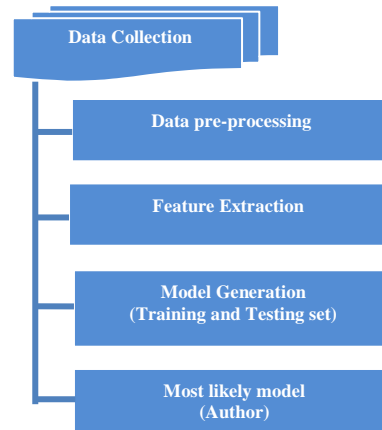 Data Collection
Data pre-processing
Feature Extraction
Model Generation
(Training and Testing set)
Most likely model
(Author)